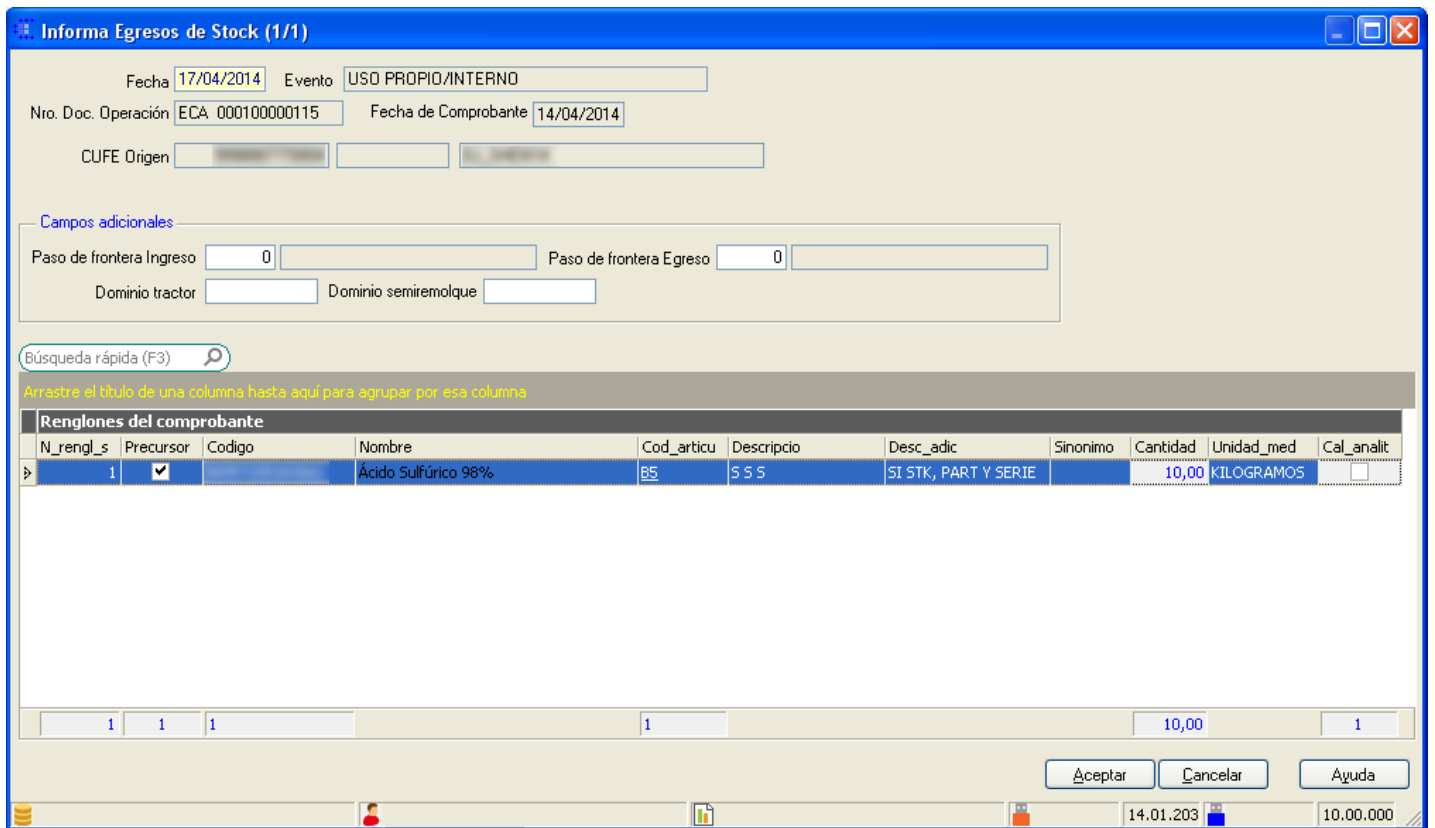 Informa Egresos de Stock (1/1)
Fecha 17/04/2014 Evento USO PROPIO/INTERNO
Nro. Doc. Operación ECA 000100000115 Fecha de Comprobante 14/04/2014
CUFE Origen
Campos adicionales
Paso de frontera Ingreso 0 Paso de frontera Egreso 0
Dominio tractor Dominio semiremolque
Búsqueda rápida (F3)
Arrastre el título de una columna hasta aquí para agrupar por esa columna
Renglones del comprobante
N_rengl_s Precursor Codigo Nombre Cod_articu Descripcio Desc_adic Sinonimo Cantidad Unidad_med Cal_analit
1 Ácido Sulfúrico 98% B5 S S S SI STK, PART Y SERIE 10,00 KILOGRAMOS
1 1 1 1 10,00 1
Aceptar Cancelar Ayuda
14.01.203 10.00.000